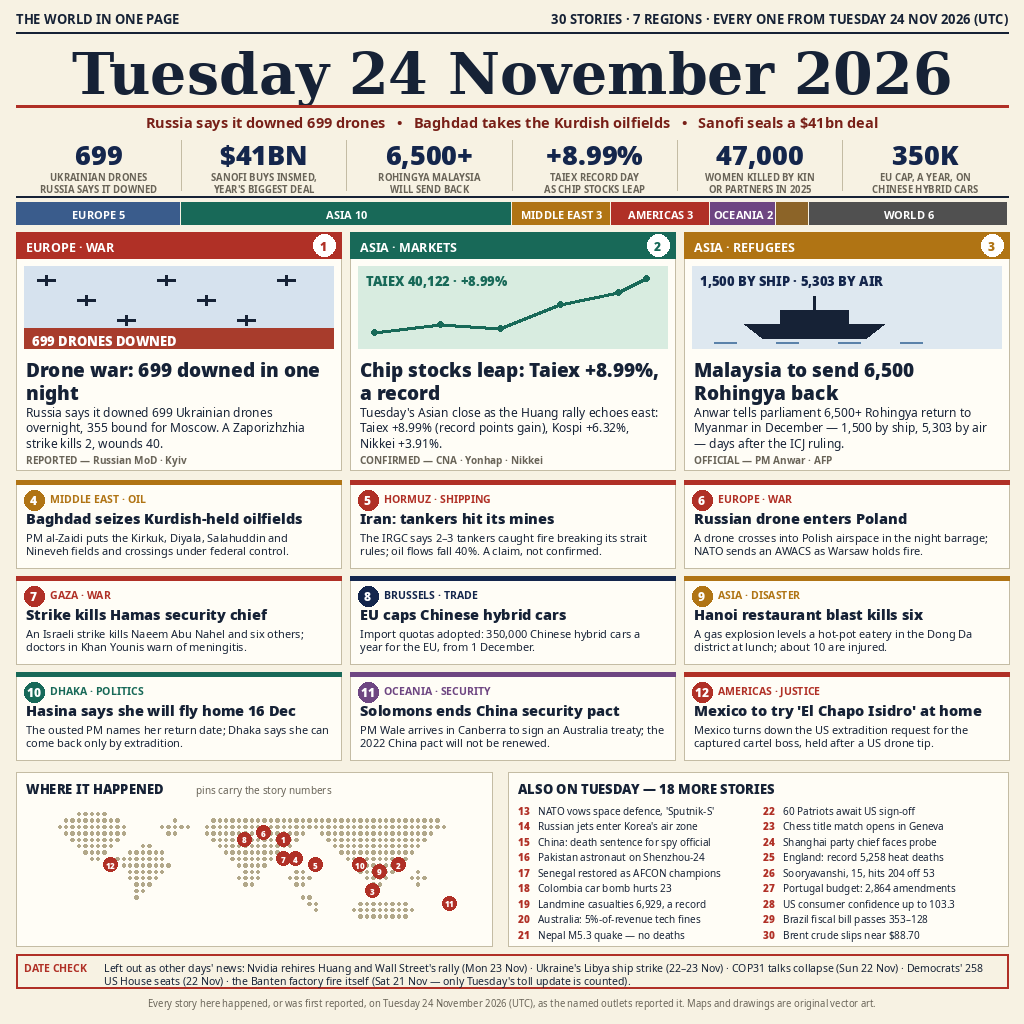 THE WORLD IN ONE PAGE
30 STORIES · 7 REGIONS · EVERY ONE FROM TUESDAY 24 NOV 2026 (UTC)
Tuesday 24 November 2026
Russia says it downed 699 drones • Baghdad takes the Kurdish oilfields • Sanofi seals a $41bn deal
699
UKRAINIAN DRONES
RUSSIA SAYS IT DOWNED
$41BN
SANOFI BUYS INSMED,
YEAR'S BIGGEST DEAL
6,500+
ROHINGYA MALAYSIA
WILL SEND BACK
+8.99%
TAIEX RECORD DAY
AS CHIP STOCKS LEAP
47,000
WOMEN KILLED BY KIN
OR PARTNERS IN 2025
350K
EU CAP, A YEAR, ON
CHINESE HYBRID CARS
EUROPE 5
ASIA 10
MIDDLE EAST 3
AMERICAS 3
OCEANIA 2
WORLD 6
EUROPE · WAR
1
699 DRONES DOWNED
Drone war: 699 downed in one
night
Russia says it downed 699 Ukrainian drones
overnight, 355 bound for Moscow. A Zaporizhzhia
strike kills 2, wounds 40.
REPORTED — Russian MoD · Kyiv
ASIA · MARKETS
2
TAIEX 40,122 · +8.99%
Chip stocks leap: Taiex +8.99%,
a record
Tuesday's Asian close as the Huang rally echoes east:
Taiex +8.99% (record points gain), Kospi +6.32%,
Nikkei +3.91%.
CONFIRMED — CNA · Yonhap · Nikkei
ASIA · REFUGEES
3
1,500 BY SHIP · 5,303 BY AIR
Malaysia to send 6,500
Rohingya back
Anwar tells parliament 6,500+ Rohingya return to
Myanmar in December — 1,500 by ship, 5,303 by air
— days after the ICJ ruling.
OFFICIAL — PM Anwar · AFP
4
MIDDLE EAST · OIL
Baghdad seizes Kurdish-held oilfields
PM al-Zaidi puts the Kirkuk, Diyala, Salahuddin and
Nineveh fields and crossings under federal control.
5
HORMUZ · SHIPPING
Iran: tankers hit its mines
The IRGC says 2–3 tankers caught fire breaking its strait
rules; oil flows fall 40%. A claim, not confirmed.
6
EUROPE · WAR
Russian drone enters Poland
A drone crosses into Polish airspace in the night barrage;
NATO sends an AWACS as Warsaw holds fire.
7
GAZA · WAR
Strike kills Hamas security chief
An Israeli strike kills Naeem Abu Nahel and six others;
doctors in Khan Younis warn of meningitis.
8
BRUSSELS · TRADE
EU caps Chinese hybrid cars
Import quotas adopted: 350,000 Chinese hybrid cars a
year for the EU, from 1 December.
9
ASIA · DISASTER
Hanoi restaurant blast kills six
A gas explosion levels a hot-pot eatery in the Dong Da
district at lunch; about 10 are injured.
10
DHAKA · POLITICS
Hasina says she will fly home 16 Dec
The ousted PM names her return date; Dhaka says she can
come back only by extradition.
11
OCEANIA · SECURITY
Solomons ends China security pact
PM Wale arrives in Canberra to sign an Australia treaty; the
2022 China pact will not be renewed.
12
AMERICAS · JUSTICE
Mexico to try 'El Chapo Isidro' at home
Mexico turns down the US extradition request for the
captured cartel boss, held after a US drone tip.
WHERE IT HAPPENED
pins carry the story numbers
6
8
1
7
4
12
5
10
2
9
3
11
ALSO ON TUESDAY — 18 MORE STORIES
13 NATO vows space defence, 'Sputnik-S'
14 Russian jets enter Korea's air zone
15 China: death sentence for spy official
16 Pakistan astronaut on Shenzhou-24
17 Senegal restored as AFCON champions
18 Colombia car bomb hurts 23
19 Landmine casualties 6,929, a record
20 Australia: 5%-of-revenue tech fines
21 Nepal M5.3 quake — no deaths
22 60 Patriots await US sign-off
23 Chess title match opens in Geneva
24 Shanghai party chief faces probe
25 England: record 5,258 heat deaths
26 Sooryavanshi, 15, hits 204 off 53
27 Portugal budget: 2,864 amendments
28 US consumer confidence up to 103.3
29 Brazil fiscal bill passes 353–128
30 Brent crude slips near $88.70
DATE CHECK
Left out as other days' news: Nvidia rehires Huang and Wall Street's rally (Mon 23 Nov) · Ukraine's Libya ship strike (22–23 Nov) · COP31 talks collapse (Sun 22 Nov) · Democrats' 258
US House seats (22 Nov) · the Banten factory fire itself (Sat 21 Nov — only Tuesday's toll update is counted).
Every story here happened, or was first reported, on Tuesday 24 November 2026 (UTC), as the named outlets reported it. Maps and drawings are original vector art.